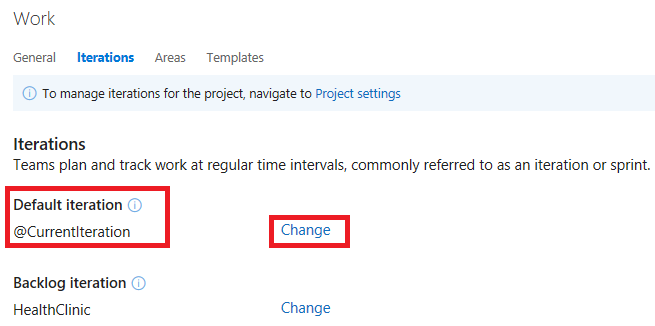 Work
General Iterations Areas Templates
To manage iterations for the project, navigate to Project settings
Iterations
Teams plan and track work at regular time intervals, commonly referred to as an iteration or sprint.
Default iteration
@CurrentIteration Change
Backlog iteration
HealthClinic Change